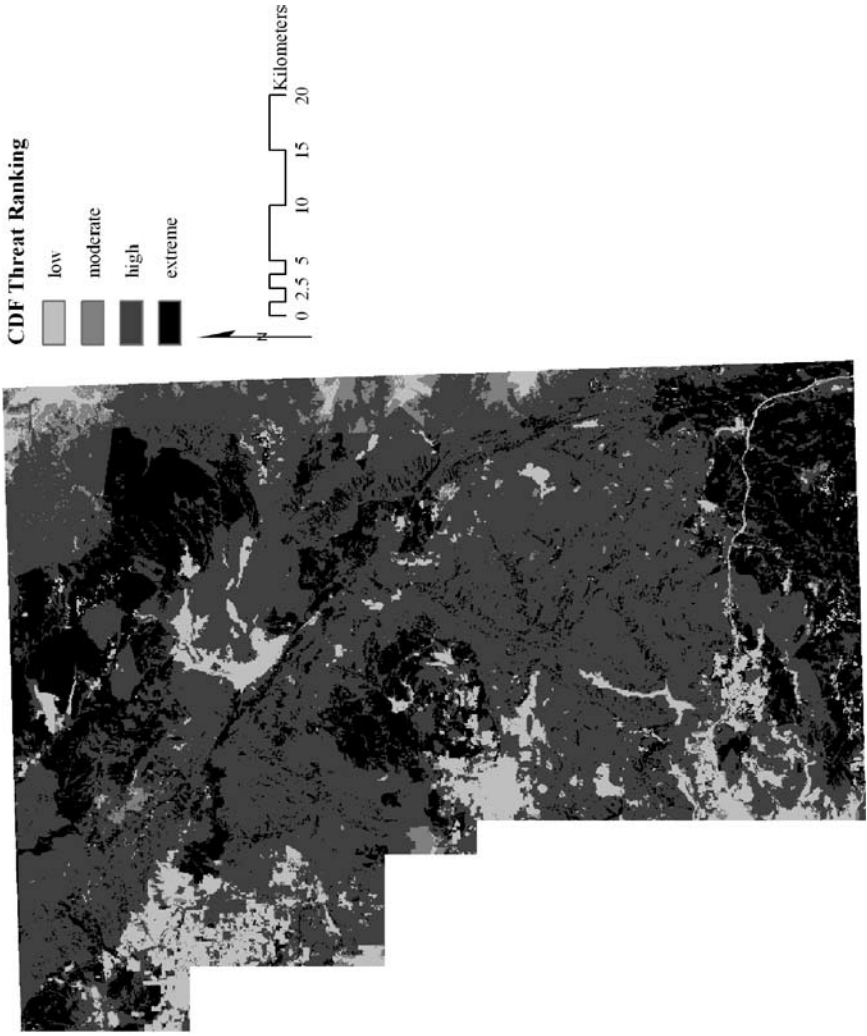 CDF Threat Ranking
low
moderate
high
extreme
N
0 2.5 5 10 15 20
Kilometers